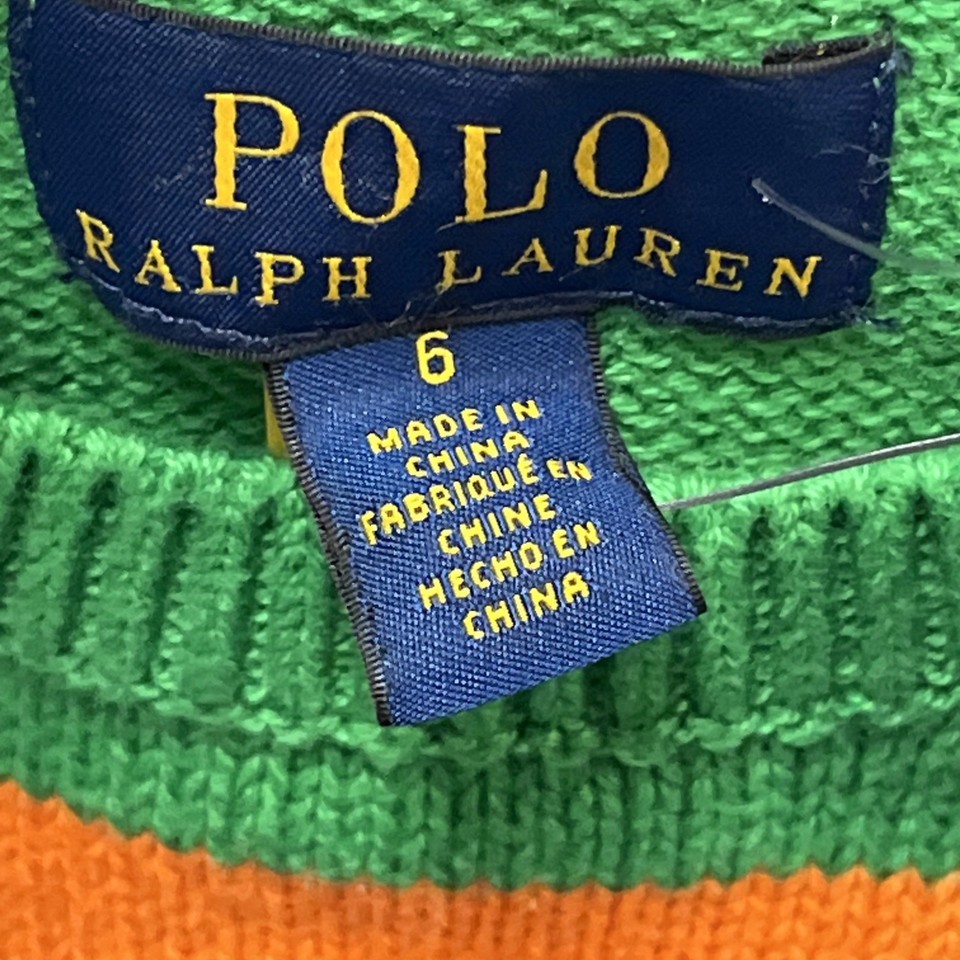 POLO
RALPH LAUREN
6
MADE IN
CHINA
FABRIQUÉ EN
CHINE
HECHO EN
CHINA